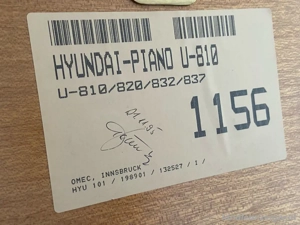 HYUNDAI-PIANO U-810
U-810/820/832/837
1156
OMEC, INNSBRUCK
HYU 101 / 198901 / 132527 / 1 /